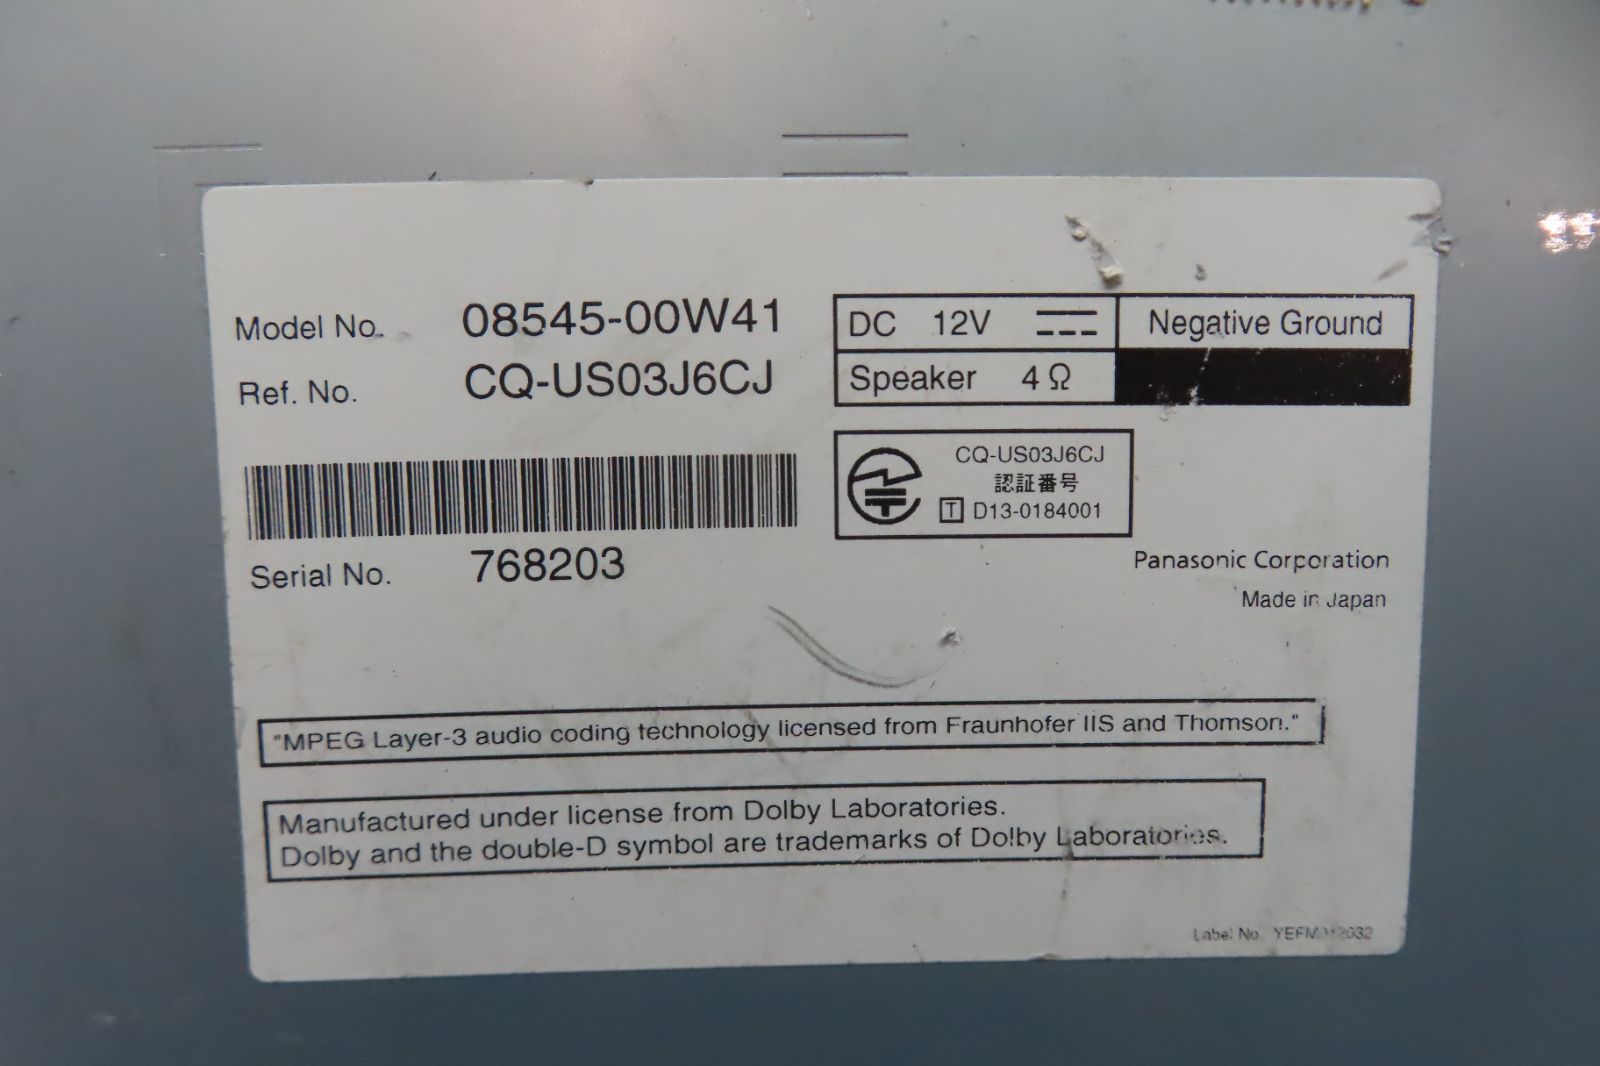 Model No. 08545-00W41
Ref. No. CQ-US03J6CJ
DC 12V Negative Ground
Speaker 4 Ω
CQ-US03J6CJ
認証番号
T D13-0184001
Serial No. 768203
Panasonic Corporation
Made in Japan
"MPEG Layer-3 audio coding technology licensed from Fraunhofer IIS and Thomson."
Manufactured under license from Dolby Laboratories.
Dolby and the double-D symbol are trademarks of Dolby Laboratories.
Label No.